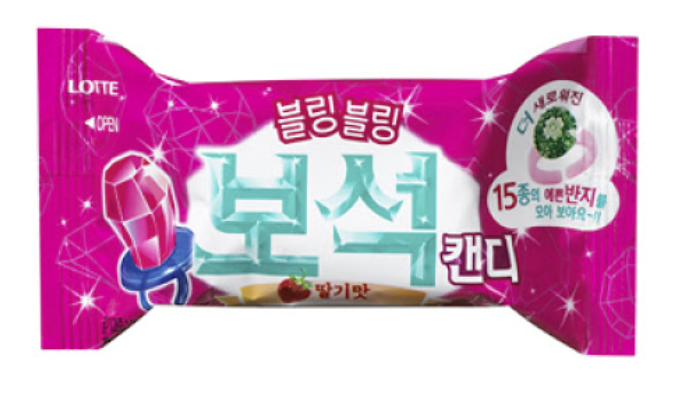 LOTTE
◀OPEN
블링블링
보석
캔디
딸기맛
더 새로워진
15종의 예쁜반지를
모아 보아요~!!